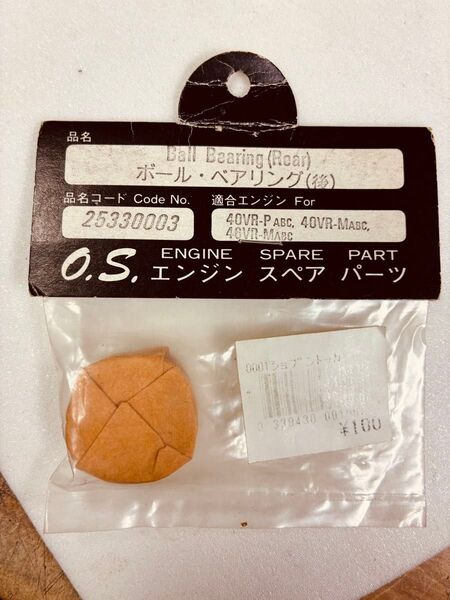 品名
Ball Bearing (Rear)
ボール・ベアリング(後)
品名コード Code No.
適合エンジン For
25330003
40VR-P ABC, 40VR-M ABC,
46VR-M ABC
O.S. ENGINE SPARE PART
エンジン スペア パーツ
¥100